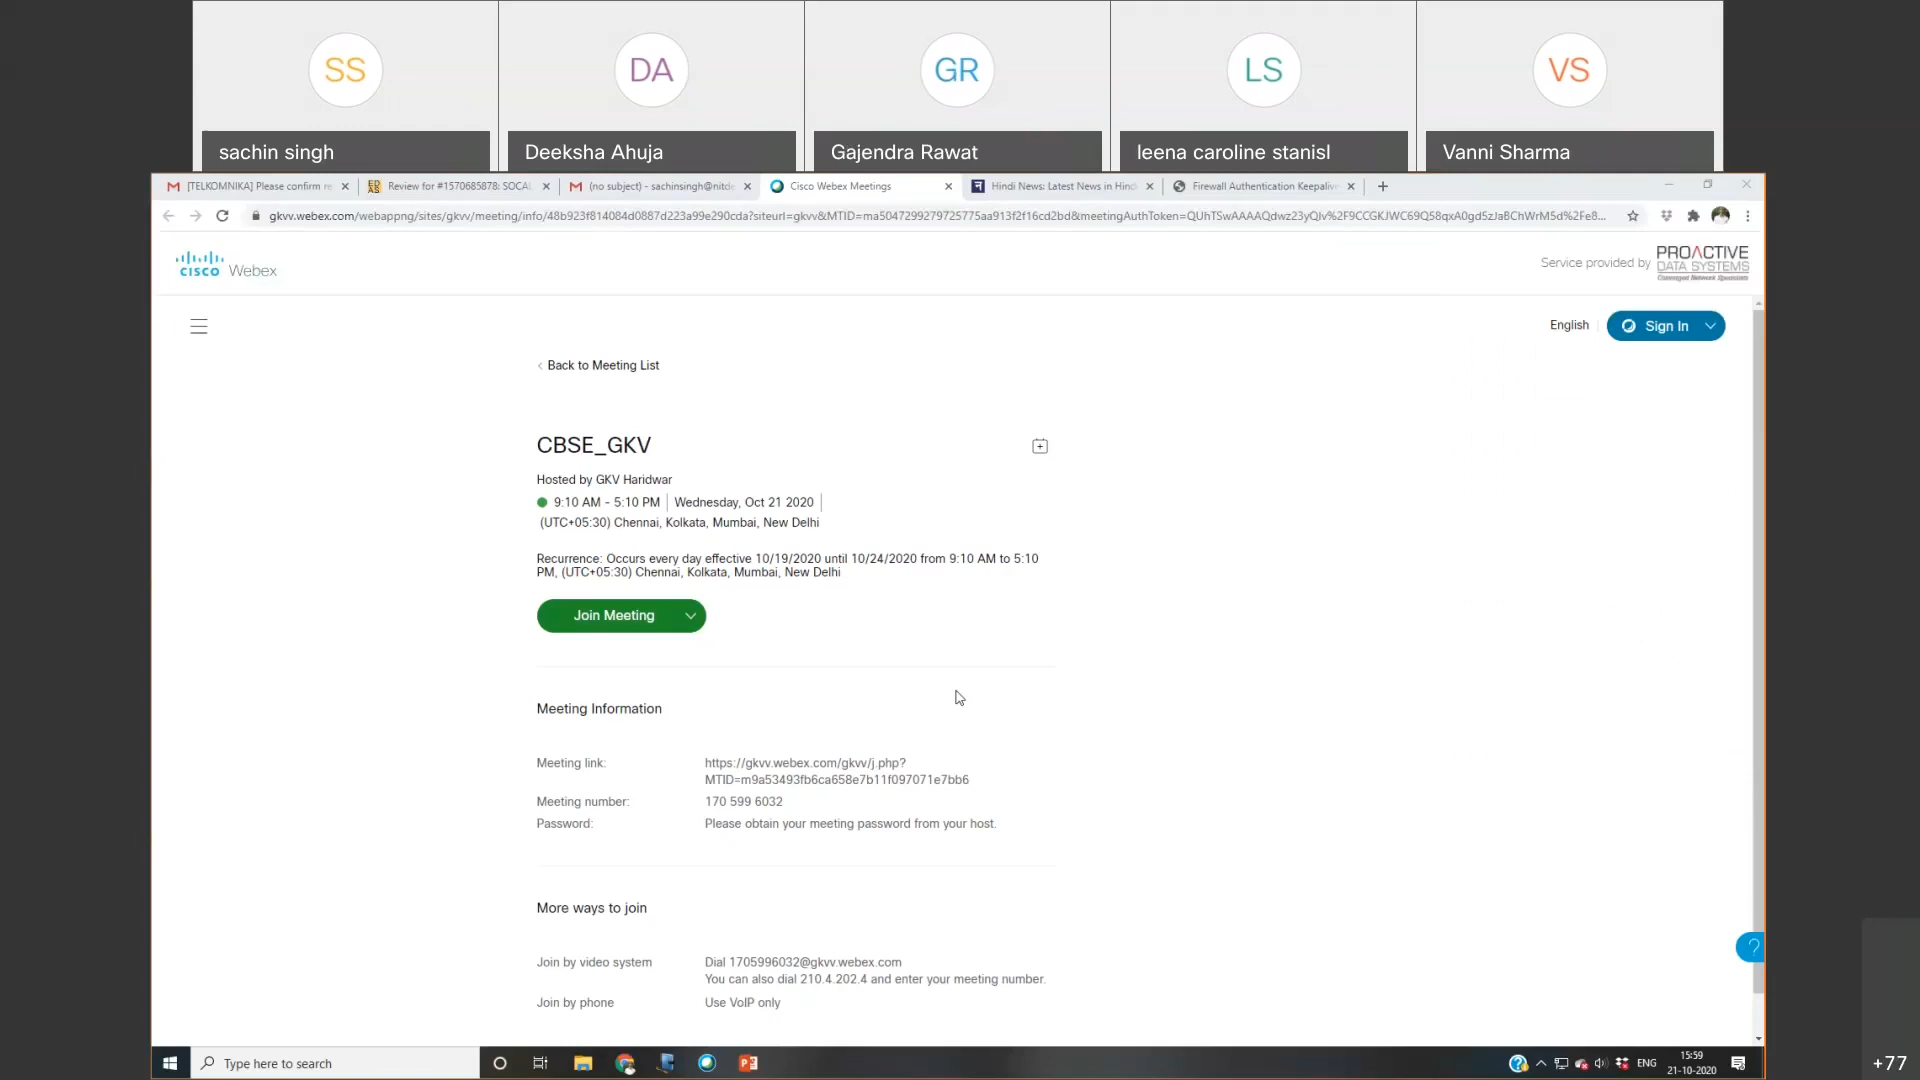 SS
DA
GR
LS
VS
sachin singh
Deeksha Ahuja
Gajendra Rawat
leena caroline stanisl
Vanni Sharma
[TELKOMNIKA] Please confirm re
Review for #1570685878: SOCAL
(no subject) - sachinsingh@nitde
Cisco Webex Meetings
Hindi News: Latest News in Hindi
Firewall Authentication Keepalive
CISCO Webex
Service provided by
PROACTIVE
DATA SYSTEMS
English
Sign In
Back to Meeting List
CBSE_GKV
Hosted by GKV Haridwar
9:10 AM - 5:10 PM | Wednesday, Oct 21 2020 |
(UTC+05:30) Chennai, Kolkata, Mumbai, New Delhi
Recurrence: Occurs every day effective 10/19/2020 until 10/24/2020 from 9:10 AM to 5:10
PM, (UTC+05:30) Chennai, Kolkata, Mumbai, New Delhi
Join Meeting
Meeting Information
Meeting link: https://gkvv.webex.com/gkvv/j.php?
MTID=m9a53493fb6ca658e7b11f097071e7bb6
Meeting number: 170 599 6032
Password: Please obtain your meeting password from your host.
More ways to join
Join by video system Dial 1705996032@gkvv.webex.com
You can also dial 210.4.202.4 and enter your meeting number.
Join by phone Use VoIP only
Type here to search
ENG
15:59
21-10-2020
+77